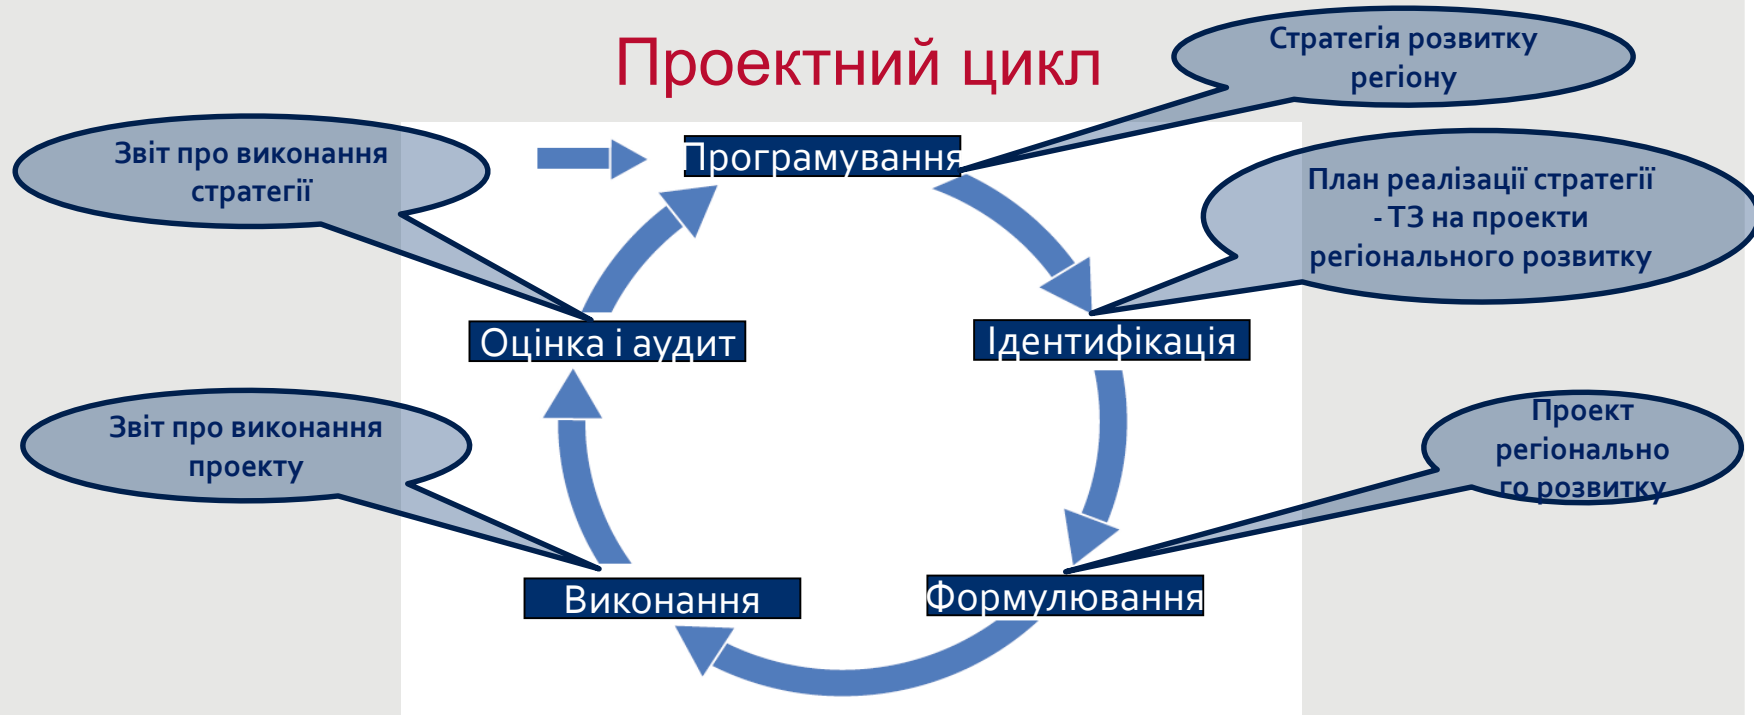 Проектний цикл
Стратегія розвитку
регіону
Звіт про виконання
стратегії
Програмування
План реалізації стратегії
- ТЗ на проекти
регіонального розвитку
Оцінка і аудит
Ідентифікація
Звіт про виконання
проекту
Проект
регіонально
го розвитку
Виконання
Формулювання